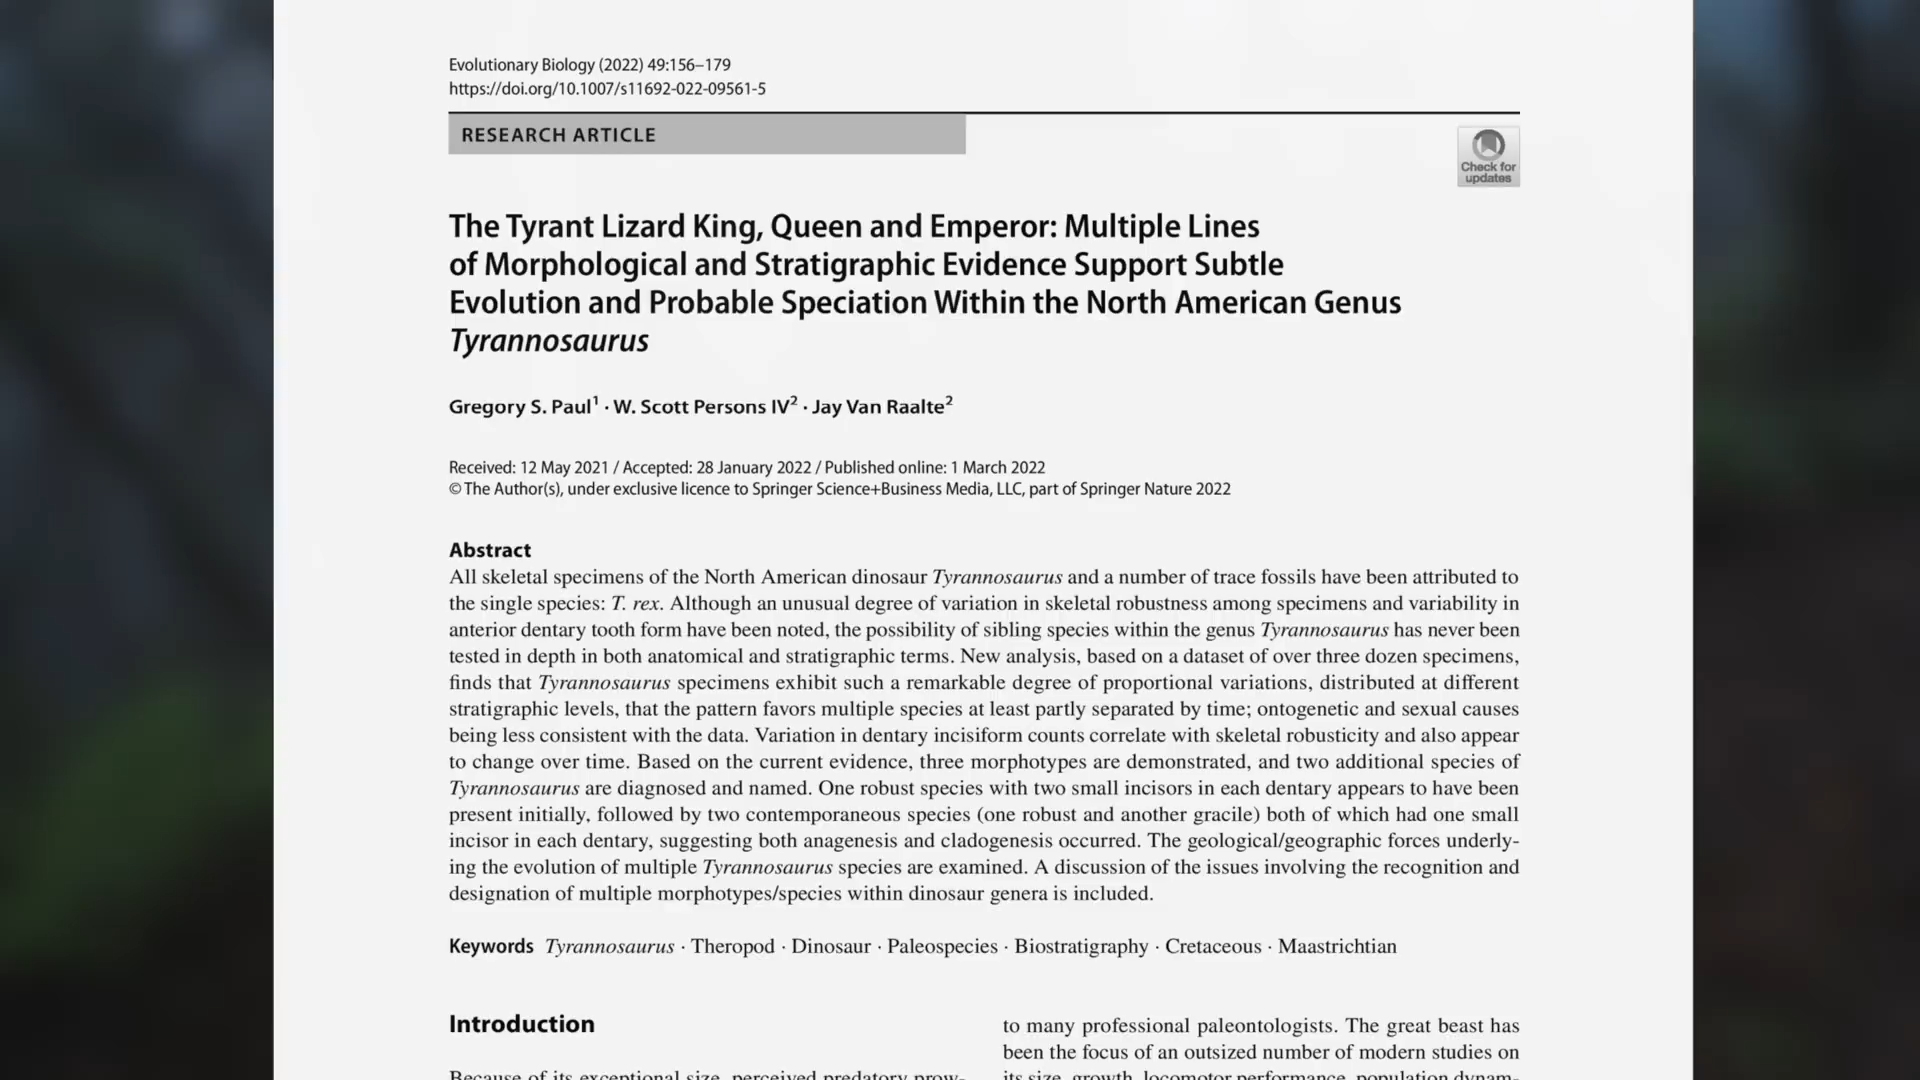 Evolutionary Biology (2022) 49:156–179
https://doi.org/10.1007/s11692-022-09561-5
RESEARCH ARTICLE
Check for
updates
The Tyrant Lizard King, Queen and Emperor: Multiple Lines
of Morphological and Stratigraphic Evidence Support Subtle
Evolution and Probable Speciation Within the North American Genus
Tyrannosaurus
Gregory S. Paul1 · W. Scott Persons IV2 · Jay Van Raalte2
Received: 12 May 2021 / Accepted: 28 January 2022 / Published online: 1 March 2022
© The Author(s), under exclusive licence to Springer Science+Business Media, LLC, part of Springer Nature 2022
Abstract
All skeletal specimens of the North American dinosaur Tyrannosaurus and a number of trace fossils have been attributed to
the single species: T. rex. Although an unusual degree of variation in skeletal robustness among specimens and variability in
anterior dentary tooth form have been noted, the possibility of sibling species within the genus Tyrannosaurus has never been
tested in depth in both anatomical and stratigraphic terms. New analysis, based on a dataset of over three dozen specimens,
finds that Tyrannosaurus specimens exhibit such a remarkable degree of proportional variations, distributed at different
stratigraphic levels, that the pattern favors multiple species at least partly separated by time; ontogenetic and sexual causes
being less consistent with the data. Variation in dentary incisiform counts correlate with skeletal robusticity and also appear
to change over time. Based on the current evidence, three morphotypes are demonstrated, and two additional species of
Tyrannosaurus are diagnosed and named. One robust species with two small incisors in each dentary appears to have been
present initially, followed by two contemporaneous species (one robust and another gracile) both of which had one small
incisor in each dentary, suggesting both anagenesis and cladogenesis occurred. The geological/geographic forces underly-
ing the evolution of multiple Tyrannosaurus species are examined. A discussion of the issues involving the recognition and
designation of multiple morphotypes/species within dinosaur genera is included.
Keywords Tyrannosaurus · Theropod · Dinosaur · Paleospecies · Biostratigraphy · Cretaceous · Maastrichtian
Introduction
Because of its exceptional size, perceived predatory prow-
to many professional paleontologists. The great beast has
been the focus of an outsized number of modern studies on
its size, growth, locomotor performance, population dynam-